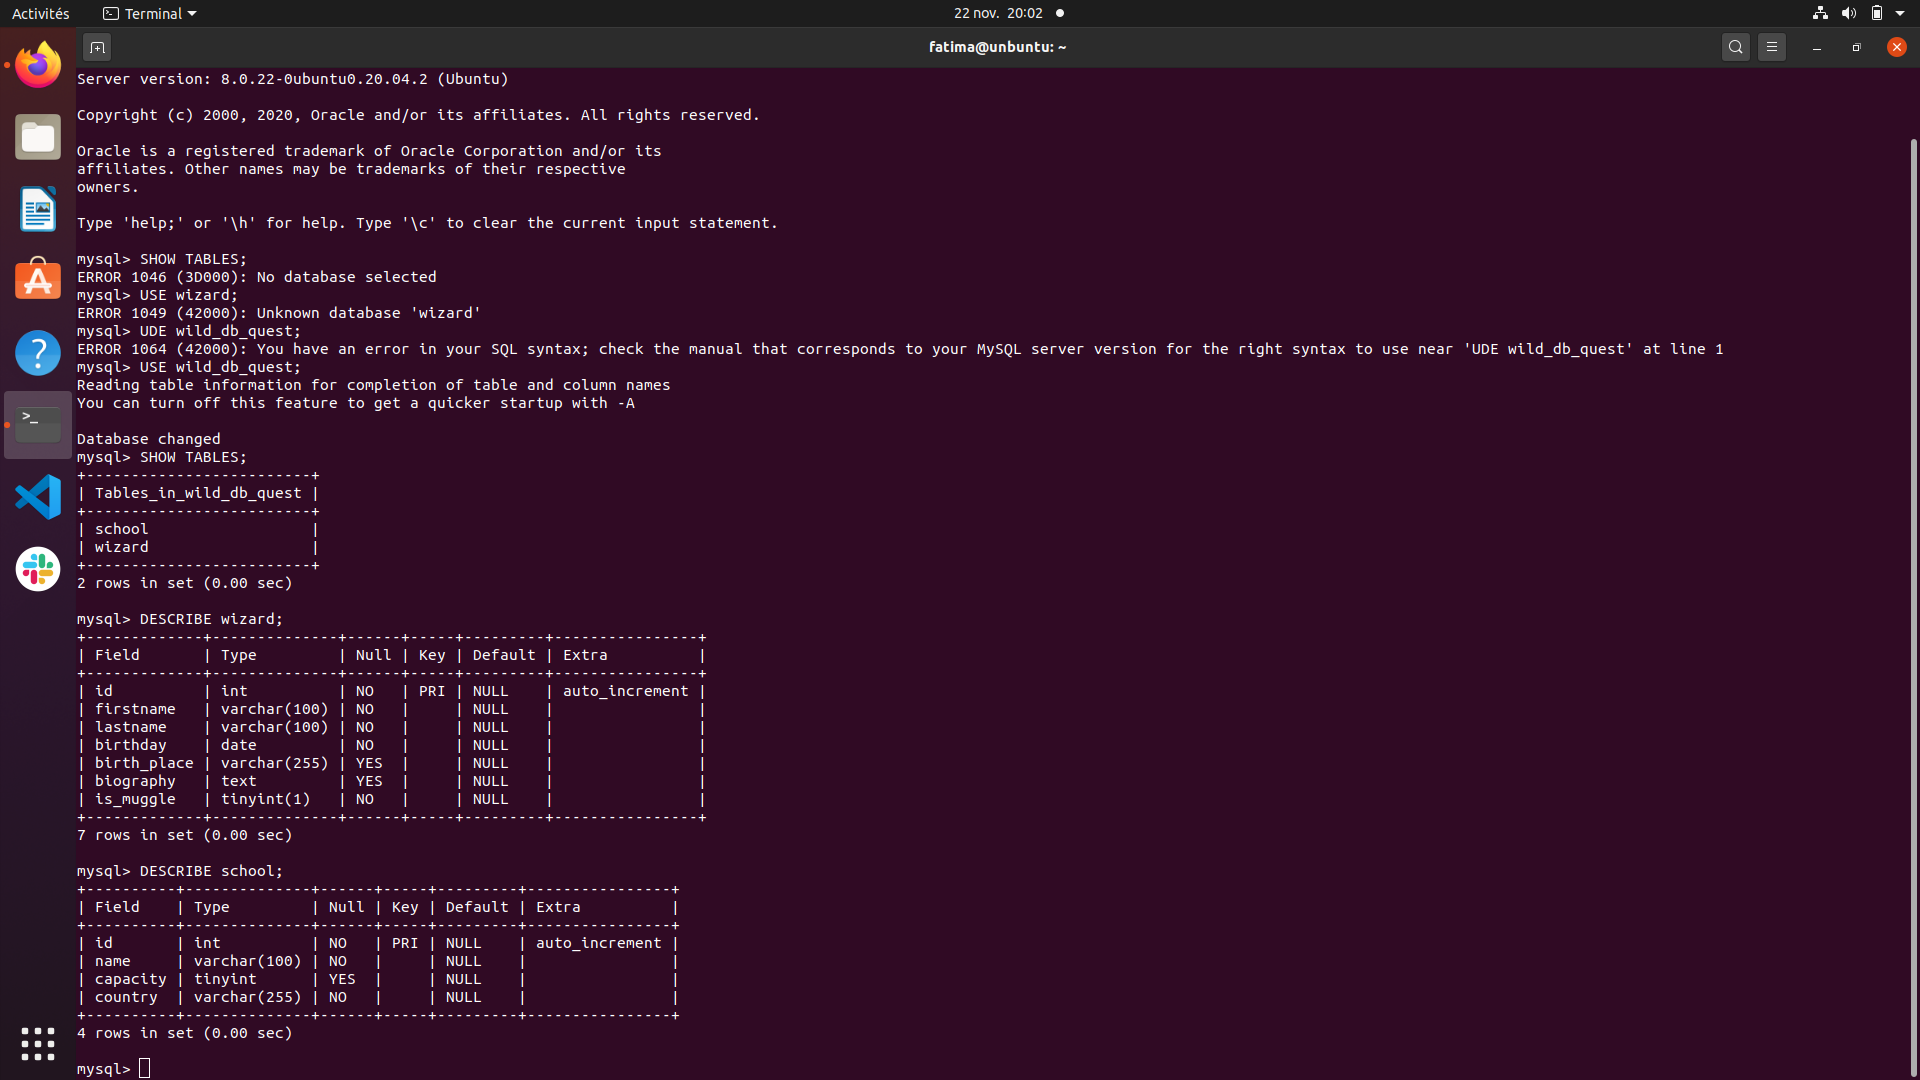 Activités
Terminal
22 nov.  20:02
fatima@unbuntu: ~
Server version: 8.0.22-0ubuntu0.20.04.2 (Ubuntu)
Copyright (c) 2000, 2020, Oracle and/or its affiliates. All rights reserved.
Oracle is a registered trademark of Oracle Corporation and/or its
affiliates. Other names may be trademarks of their respective
owners.
Type 'help;' or '\h' for help. Type '\c' to clear the current input statement.
mysql> SHOW TABLES;
ERROR 1046 (3D000): No database selected
mysql> USE wizard;
ERROR 1049 (42000): Unknown database 'wizard'
mysql> UDE wild_db_quest;
ERROR 1064 (42000): You have an error in your SQL syntax; check the manual that corresponds to your MySQL server version for the right syntax to use near 'UDE wild_db_quest' at line 1
mysql> USE wild_db_quest;
Reading table information for completion of table and column names
You can turn off this feature to get a quicker startup with -A
Database changed
mysql> SHOW TABLES;
+-------------------------+
| Tables_in_wild_db_quest |
+-------------------------+
| school                  |
| wizard                  |
+-------------------------+
2 rows in set (0.00 sec)
mysql> DESCRIBE wizard;
+-------------+--------------+------+-----+---------+----------------+
| Field       | Type         | Null | Key | Default | Extra          |
+-------------+--------------+------+-----+---------+----------------+
| id          | int          | NO   | PRI | NULL    | auto_increment |
| firstname   | varchar(100) | NO   |     | NULL    |                |
| lastname    | varchar(100) | NO   |     | NULL    |                |
| birthday    | date         | NO   |     | NULL    |                |
| birth_place | varchar(255) | YES  |     | NULL    |                |
| biography   | text         | YES  |     | NULL    |                |
| is_muggle   | tinyint(1)   | NO   |     | NULL    |                |
+-------------+--------------+------+-----+---------+----------------+
7 rows in set (0.00 sec)
mysql> DESCRIBE school;
+----------+--------------+------+-----+---------+----------------+
| Field    | Type         | Null | Key | Default | Extra          |
+----------+--------------+------+-----+---------+----------------+
| id       | int          | NO   | PRI | NULL    | auto_increment |
| name     | varchar(100) | NO   |     | NULL    |                |
| capacity | tinyint      | YES  |     | NULL    |                |
| country  | varchar(255) | NO   |     | NULL    |                |
+----------+--------------+------+-----+---------+----------------+
4 rows in set (0.00 sec)
mysql>